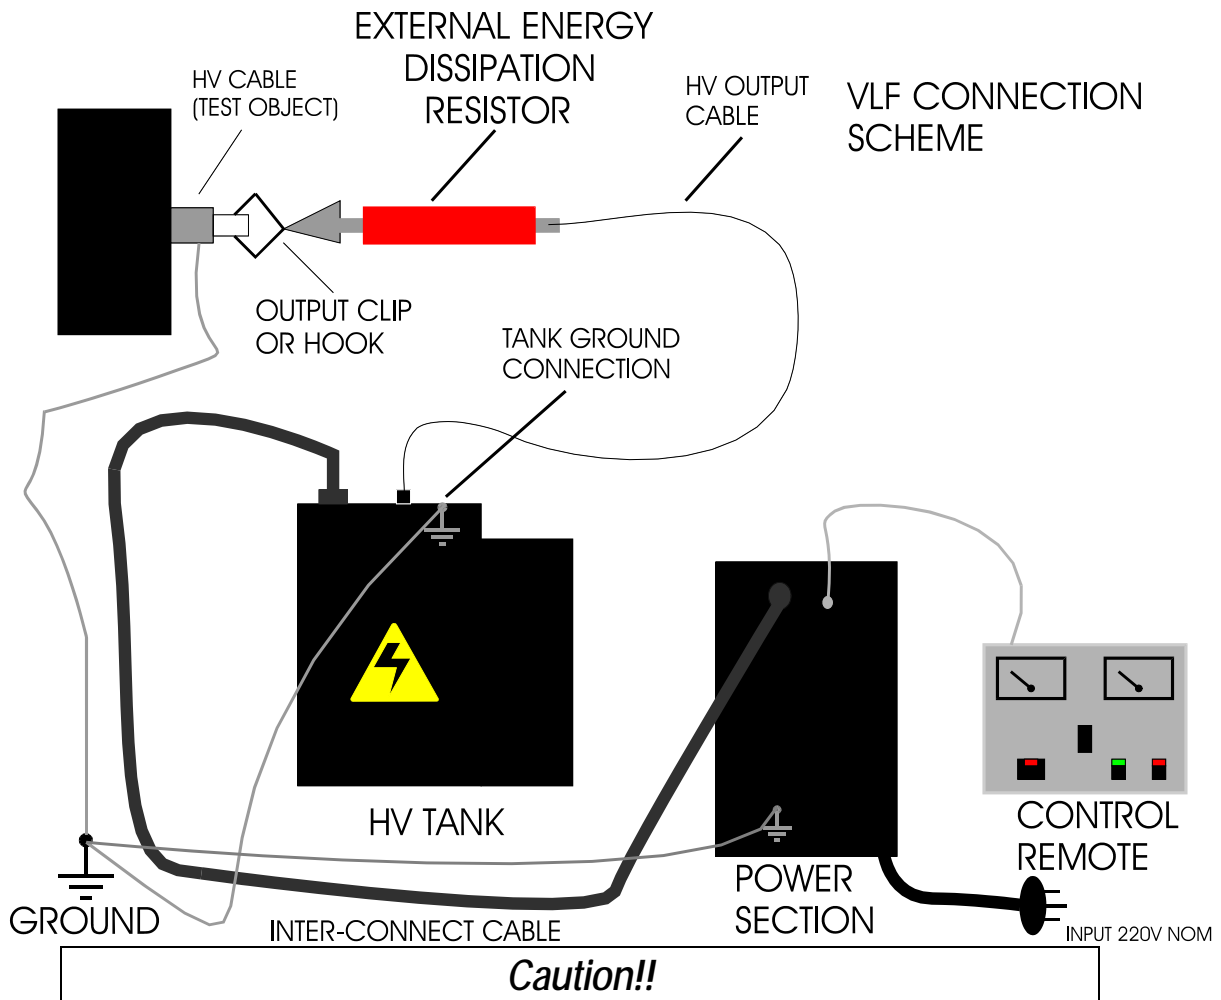 EXTERNAL ENERGY
DISSIPATION
RESISTOR
HV CABLE
(TEST OBJECT)
HV OUTPUT
CABLE
VLF CONNECTION
SCHEME
OUTPUT CLIP
OR HOOK
TANK GROUND
CONNECTION
HV TANK
CONTROL
REMOTE
POWER
SECTION
GROUND
INTER-CONNECT CABLE
INPUT 220V NOM
Caution!!